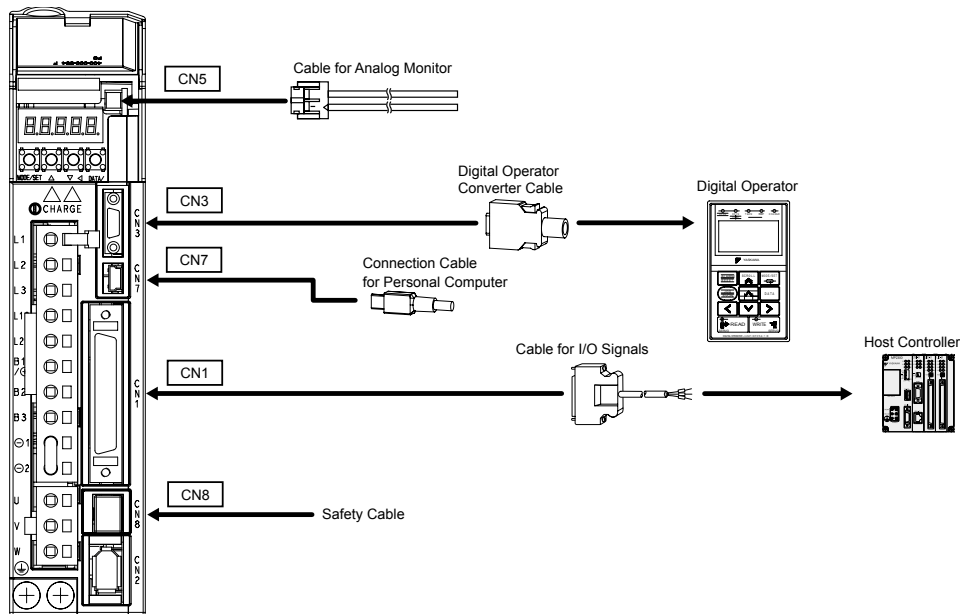 CN5
Cable for Analog Monitor
MODE/SET
DATA/
CHARGE
CN3
CN3
Digital Operator
Converter Cable
Digital Operator
YASKAWA
DATA
READ
WRITE
L1
L2
L3
L1
L2
B1
B2
B3
1
2
CN7
CN7
Connection Cable
for Personal Computer
CN1
CN1
Cable for I/O Signals
Host Controller
CN8
CN8
Safety Cable
U
V
W
CN2